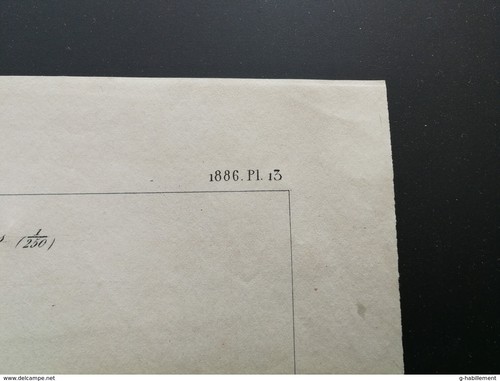 1886. Pl. 13
(1/250)
www.delcampe.net
g-habillement